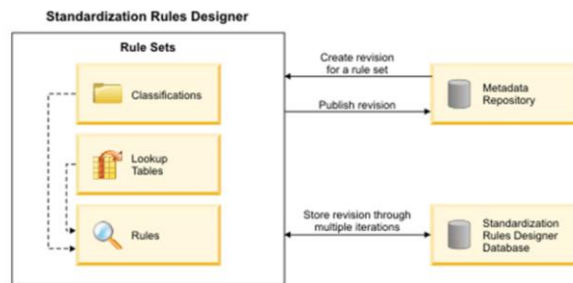 Standardization Rules Designer
Rule Sets
Classifications
Lookup
Tables
Rules
Create revision
for a rule set
Publish revision
Metadata
Repository
Store revision through
multiple iterations
Standardization
Rules Designer
Database